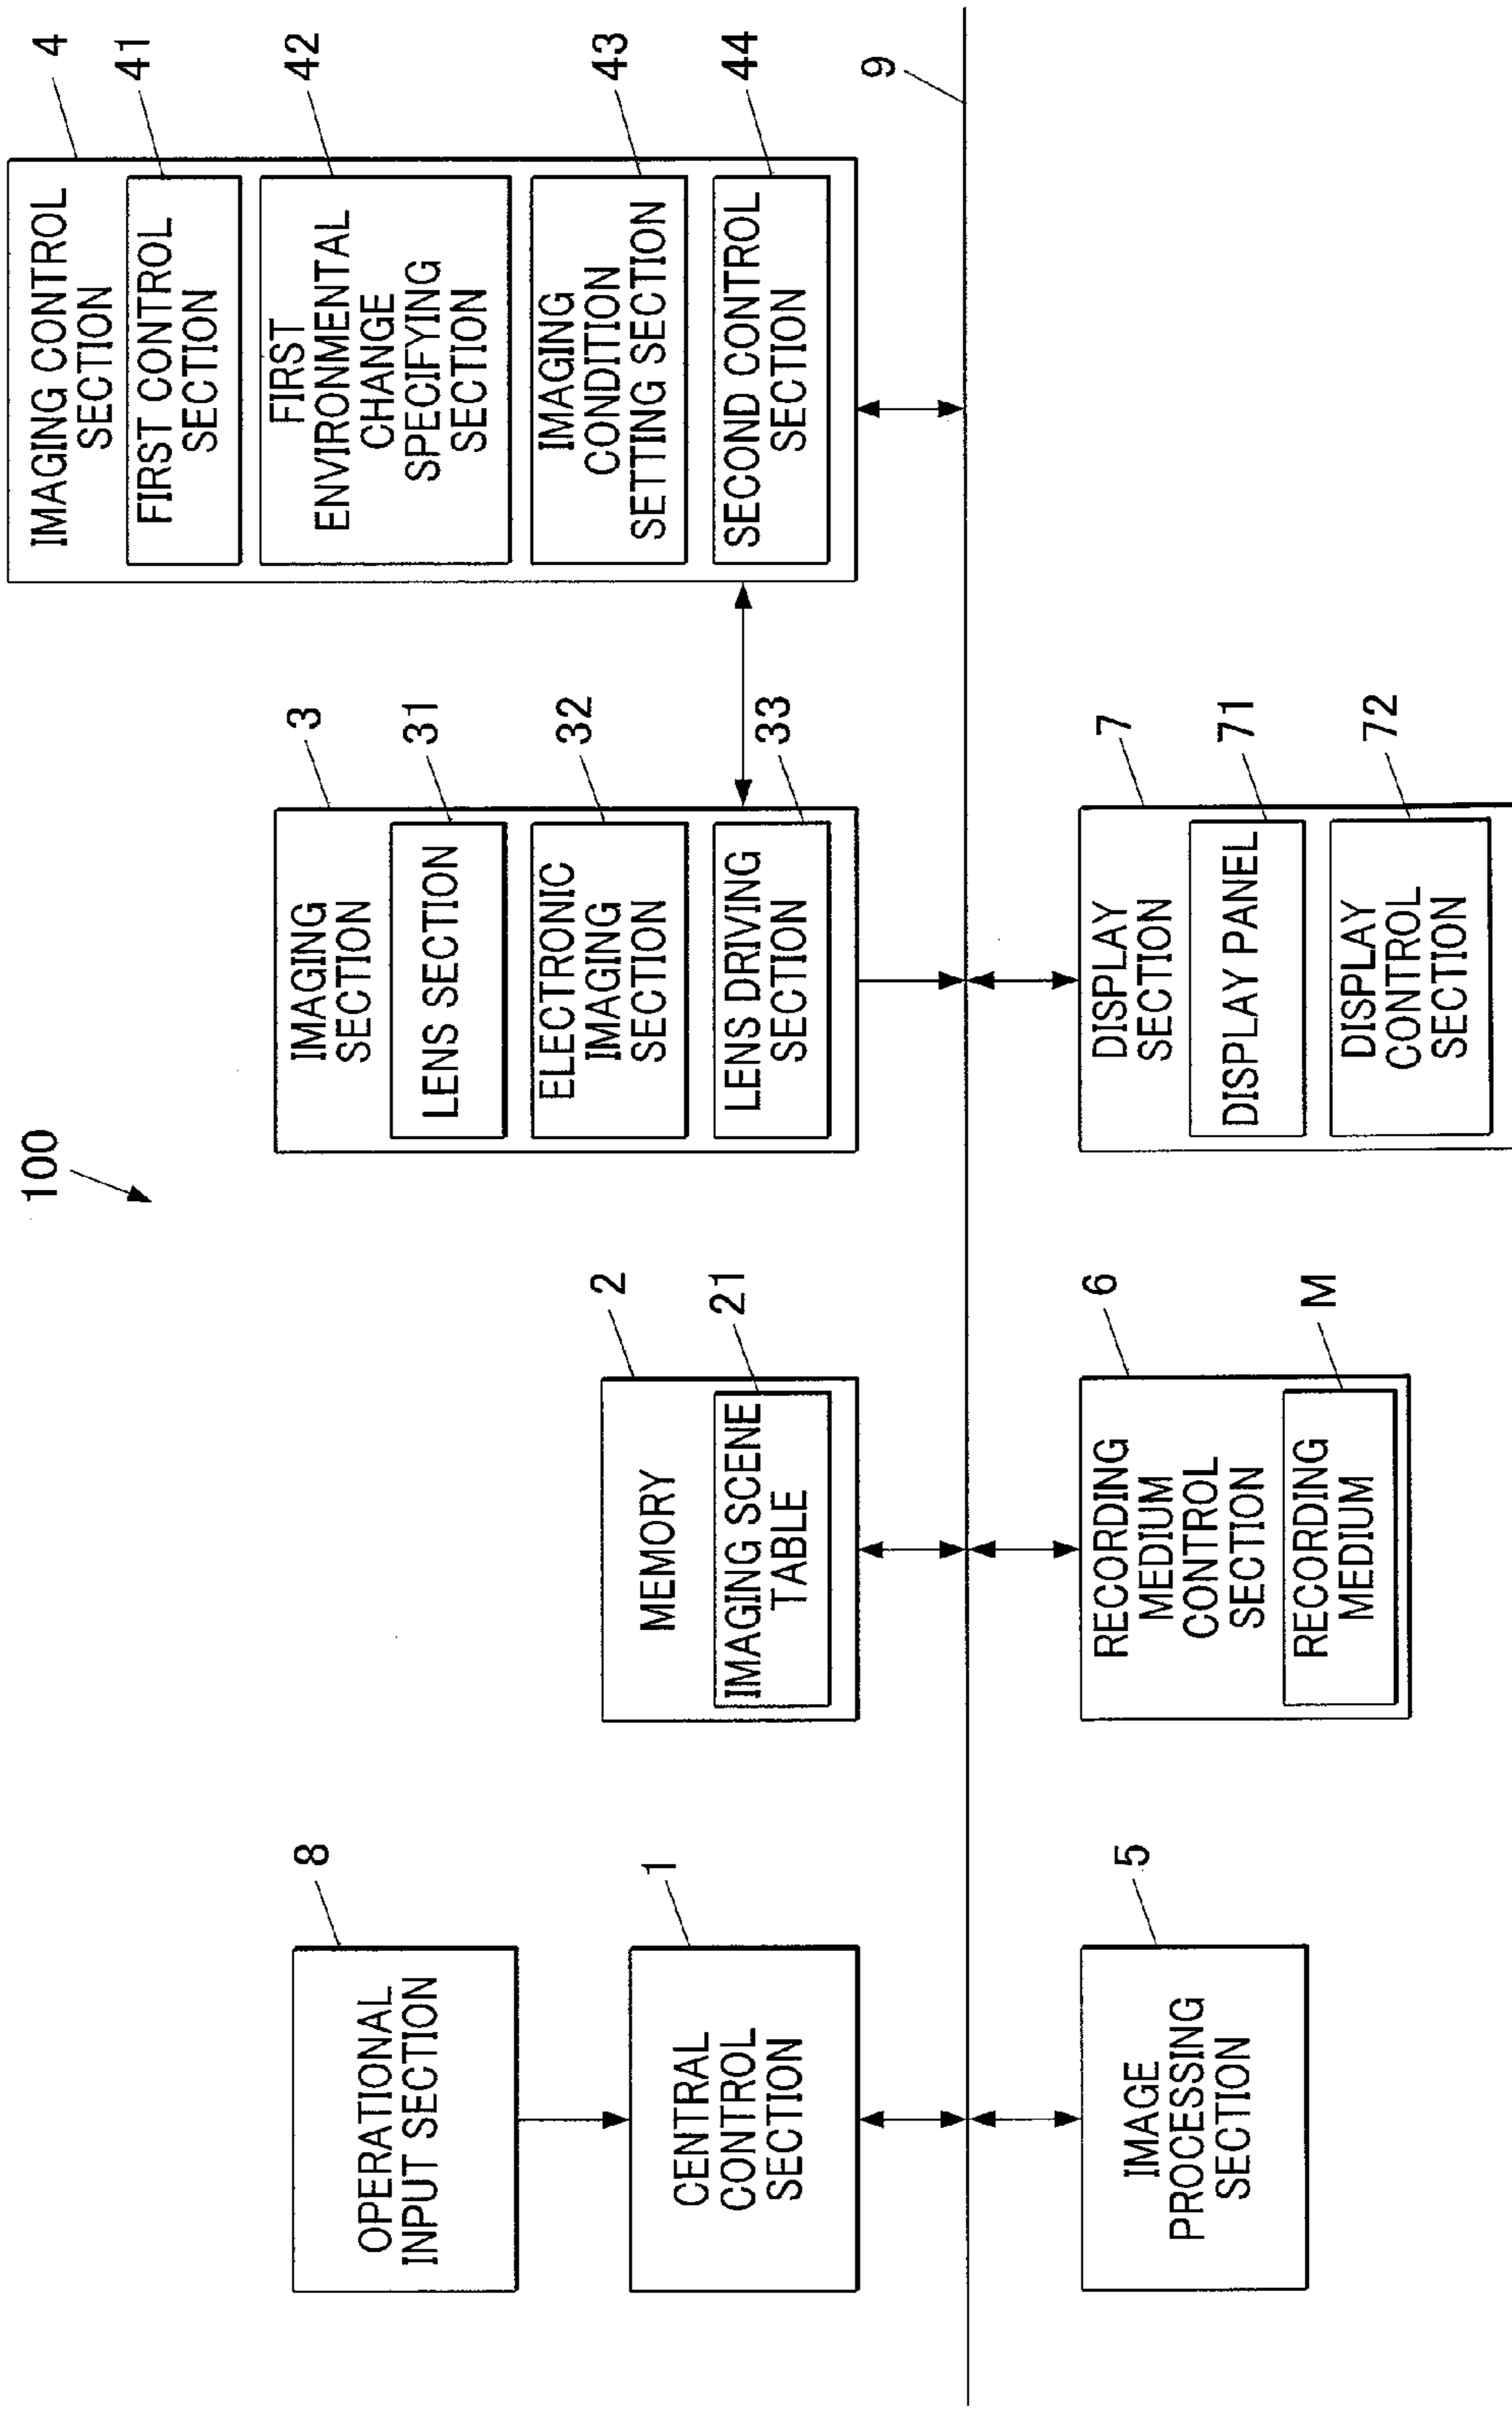 100
8
OPERATIONAL
INPUT SECTION
1
CENTRAL
CONTROL
SECTION
2
MEMORY
21
IMAGING SCENE
TABLE
3
IMAGING
SECTION
31
LENS SECTION
32
ELECTRONIC
IMAGING
SECTION
33
LENS DRIVING
SECTION
4
IMAGING CONTROL
SECTION
41
FIRST CONTROL
SECTION
42
FIRST
ENVIRONMENTAL
CHANGE
SPECIFYING
SECTION
43
IMAGING
CONDITION
SETTING SECTION
44
SECOND CONTROL
SECTION
9
5
IMAGE
PROCESSING
SECTION
6
RECORDING
MEDIUM
CONTROL
SECTION
M
RECORDING
MEDIUM
7
DISPLAY
SECTION
71
DISPLAY PANEL
72
DISPLAY
CONTROL
SECTION